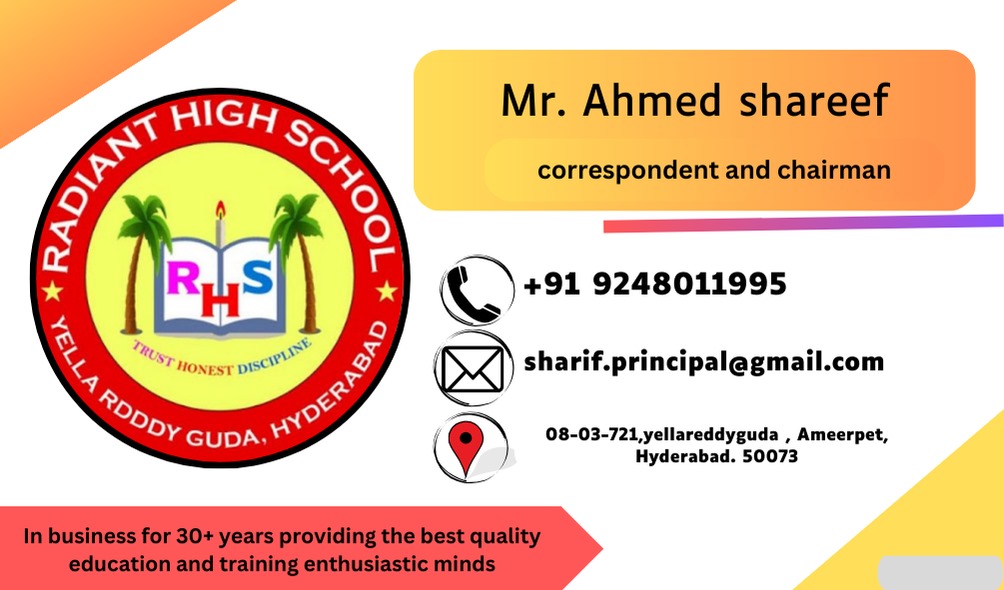 RADIANT HIGH SCHOOL
RHS
TRUST HONEST DISCIPLINE
YELLA RDDDY GUDA, HYDERABAD
Mr. Ahmed shareef
correspondent and chairman
+91 9248011995
sharif.principal@gmail.com
08-03-721,yellareddyguda , Ameerpet,
Hyderabad. 50073
In business for 30+ years providing the best quality
education and training enthusiastic minds